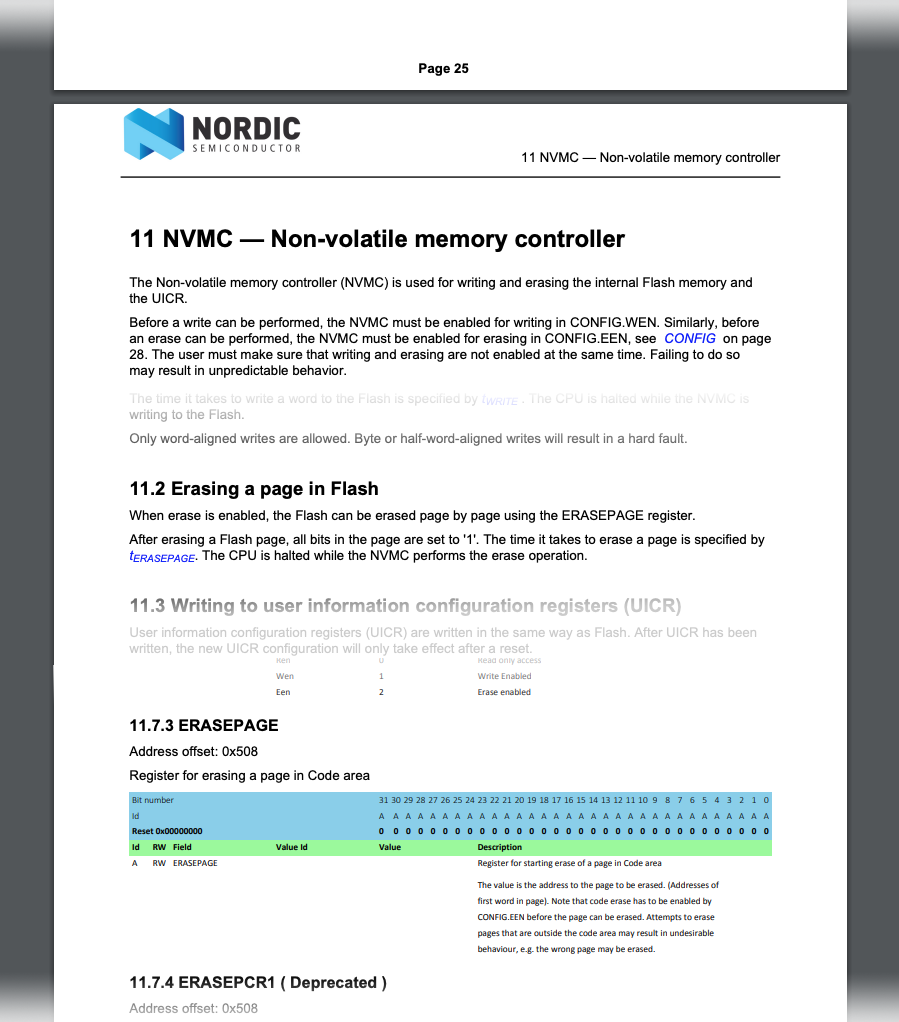 Page 25
NORDIC
SEMICONDUCTOR
11 NVMC — Non-volatile memory controller
11 NVMC — Non-volatile memory controller
The Non-volatile memory controller (NVMC) is used for writing and erasing the internal Flash memory and
the UICR.
Before a write can be performed, the NVMC must be enabled for writing in CONFIG.WEN. Similarly, before
an erase can be performed, the NVMC must be enabled for erasing in CONFIG.EEN, see CONFIG on page
28. The user must make sure that writing and erasing are not enabled at the same time. Failing to do so
may result in unpredictable behavior.
The time it takes to write a word to the Flash is specified by tWRITE . The CPU is halted while the NVMC is
writing to the Flash.
Only word-aligned writes are allowed. Byte or half-word-aligned writes will result in a hard fault.
11.2 Erasing a page in Flash
When erase is enabled, the Flash can be erased page by page using the ERASEPAGE register.
After erasing a Flash page, all bits in the page are set to '1'. The time it takes to erase a page is specified by
tERASEPAGE. The CPU is halted while the NVMC performs the erase operation.
11.3 Writing to user information configuration registers (UICR)
User information configuration registers (UICR) are written in the same way as Flash. After UICR has been
written, the new UICR configuration will only take effect after a reset.
Ren 0 Read only access
Wen 1 Write Enabled
Een 2 Erase enabled
11.7.3 ERASEPAGE
Address offset: 0x508
Register for erasing a page in Code area
Bit number 31 30 29 28 27 26 25 24 23 22 21 20 19 18 17 16 15 14 13 12 11 10 9 8 7 6 5 4 3 2 1 0
Id A A A A A A A A A A A A A A A A A A A A A A A A A A A A A A A A
Reset 0x00000000 0 0 0 0 0 0 0 0 0 0 0 0 0 0 0 0 0 0 0 0 0 0 0 0 0 0 0 0 0 0 0 0
Id RW Field Value Id Value Description
A RW ERASEPAGE Register for starting erase of a page in Code area
The value is the address to the page to be erased. (Addresses of
first word in page). Note that code erase has to be enabled by
CONFIG.EEN before the page can be erased. Attempts to erase
pages that are outside the code area may result in undesirable
behaviour, e.g. the wrong page may be erased.
11.7.4 ERASEPCR1 ( Deprecated )
Address offset: 0x508